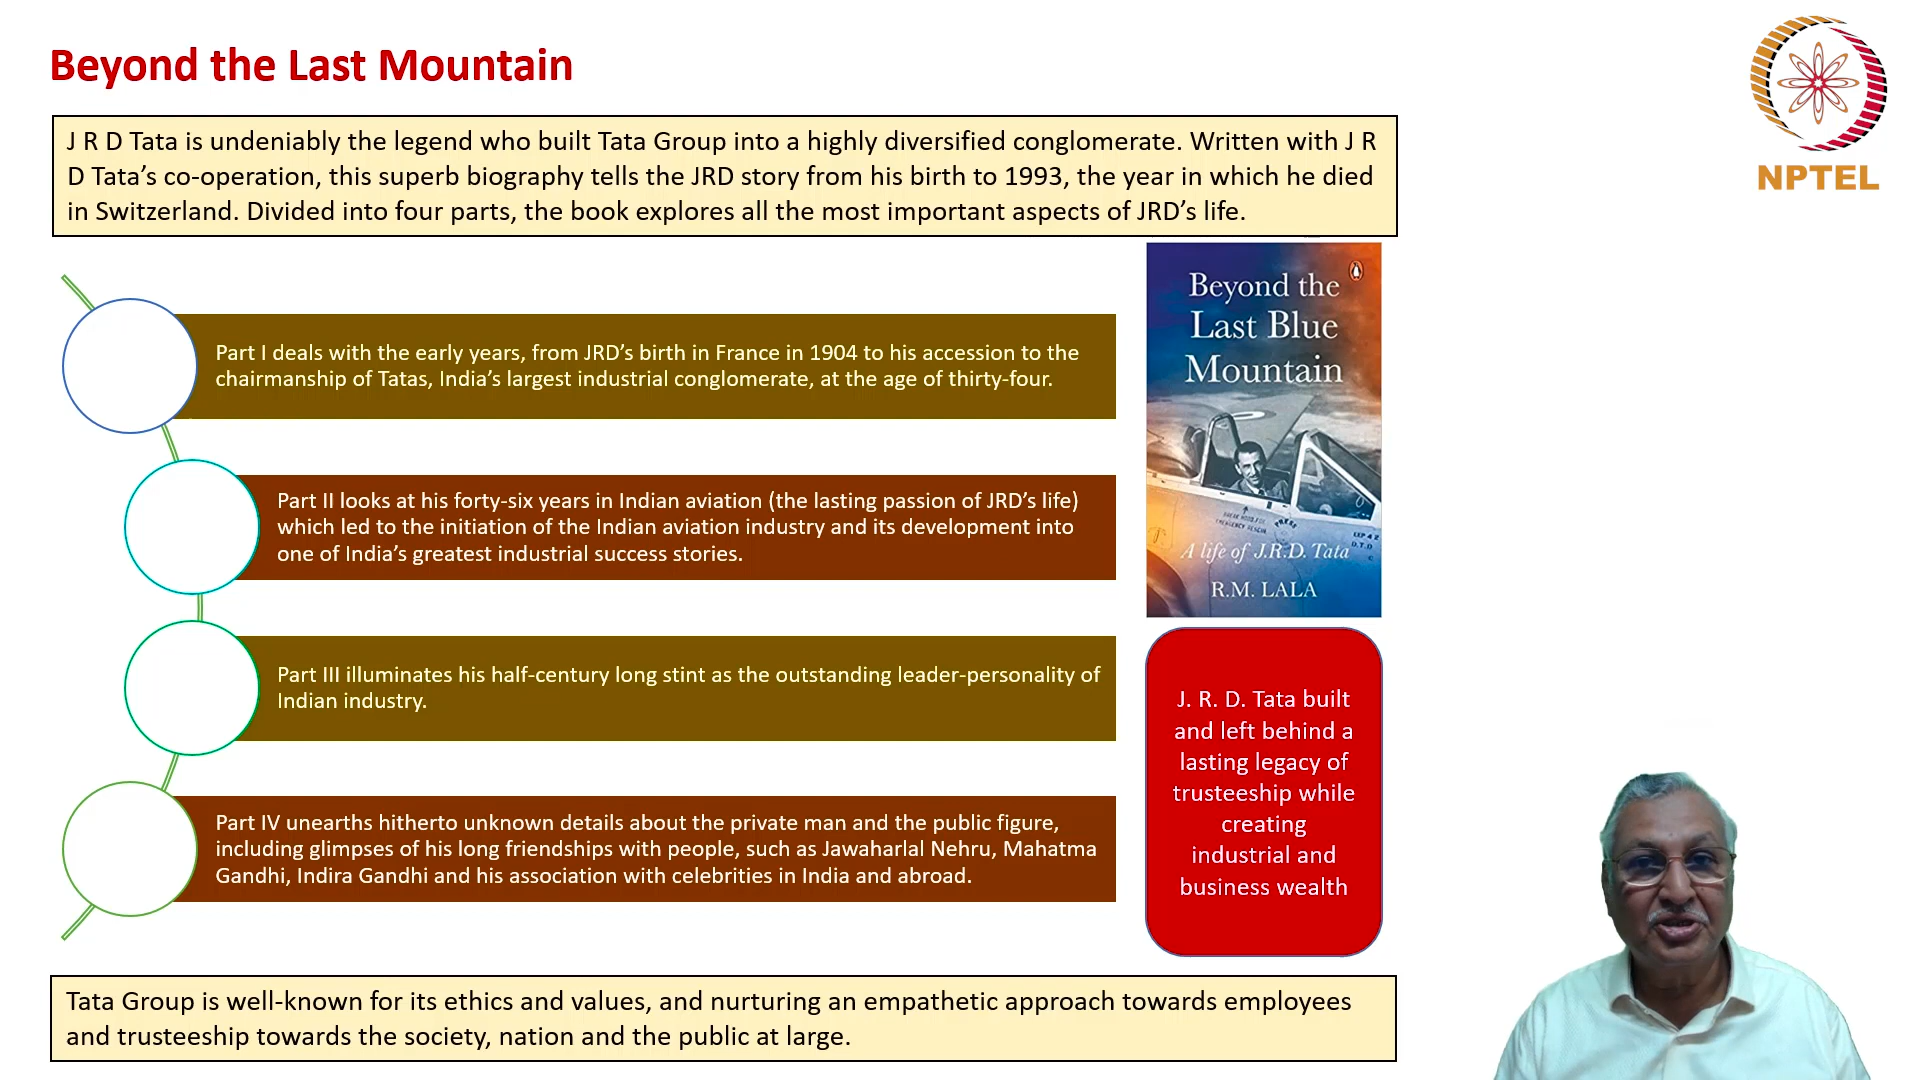 Beyond the Last Mountain
NPTEL
J R D Tata is undeniably the legend who built Tata Group into a highly diversified conglomerate. Written with J R
D Tata’s co-operation, this superb biography tells the JRD story from his birth to 1993, the year in which he died
in Switzerland. Divided into four parts, the book explores all the most important aspects of JRD’s life.
Part I deals with the early years, from JRD’s birth in France in 1904 to his accession to the
chairmanship of Tatas, India’s largest industrial conglomerate, at the age of thirty-four.
Part II looks at his forty-six years in Indian aviation (the lasting passion of JRD’s life)
which led to the initiation of the Indian aviation industry and its development into
one of India’s greatest industrial success stories.
Part III illuminates his half-century long stint as the outstanding leader-personality of
Indian industry.
Part IV unearths hitherto unknown details about the private man and the public figure,
including glimpses of his long friendships with people, such as Jawaharlal Nehru, Mahatma
Gandhi, Indira Gandhi and his association with celebrities in India and abroad.
Beyond the
Last Blue
Mountain
A life of J.R.D. Tata
R.M. LALA
J. R. D. Tata built
and left behind a
lasting legacy of
trusteeship while
creating
industrial and
business wealth
Tata Group is well-known for its ethics and values, and nurturing an empathetic approach towards employees
and trusteeship towards the society, nation and the public at large.